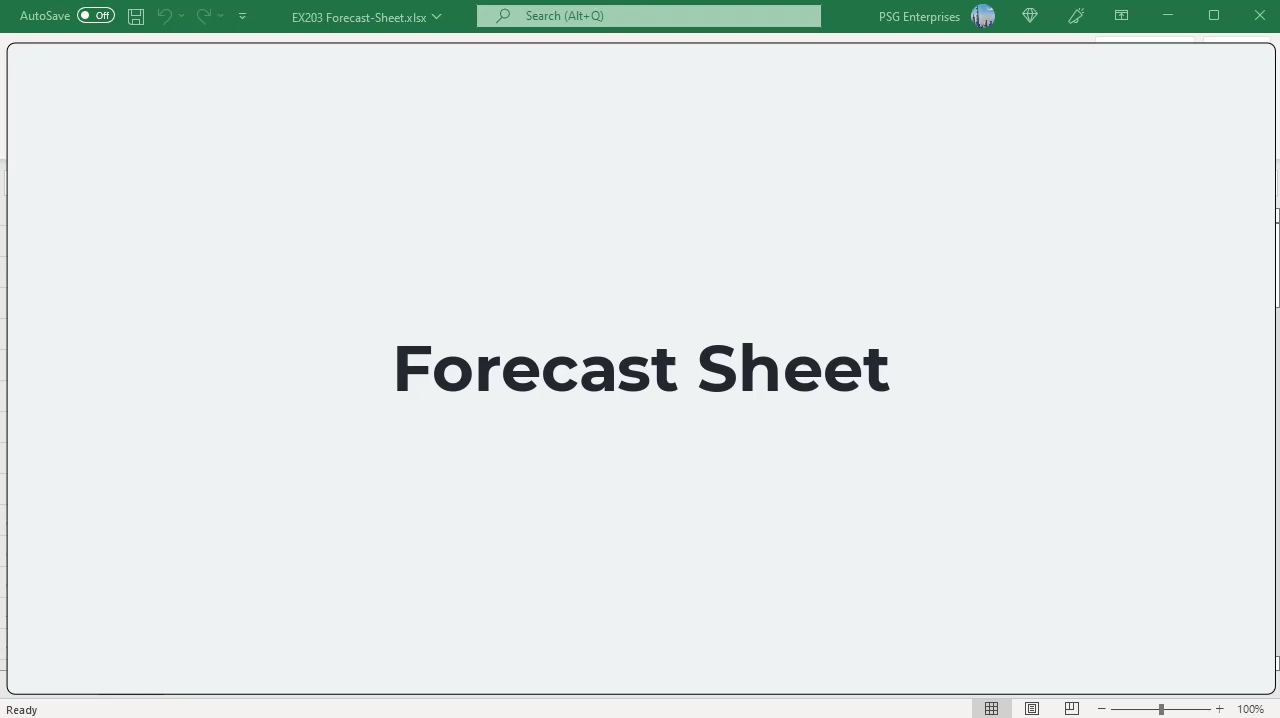 AutoSave Off EX203 Forecast-Sheet.xlsx Search (Alt+Q) PSG Enterprises
Forecast Sheet
Ready 100%